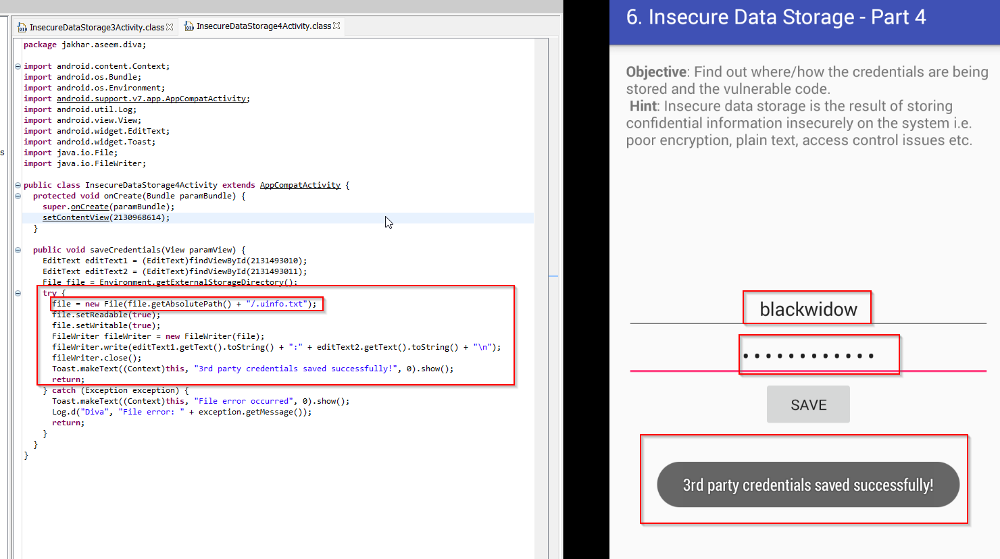 InsecureDataStorage3Activity.class
InsecureDataStorage4Activity.class
package jakhar.aseem.diva;
import android.content.Context;
import android.os.Bundle;
import android.os.Environment;
import android.support.v7.app.AppCompatActivity;
import android.util.Log;
import android.view.View;
import android.widget.EditText;
import android.widget.Toast;
s
import java.io.File;
import java.io.FileWriter;
public class InsecureDataStorage4Activity extends AppCompatActivity {
protected void onCreate(Bundle paramBundle) {
super.onCreate(paramBundle);
setContentView(2130968614);
}
public void saveCredentials(View paramView) {
EditText editText1 = (EditText)findViewById(2131493010);
EditText editText2 = (EditText)findViewById(2131493011);
File file = Environment.getExternalStorageDirectory();
try {
file = new File(file.getAbsolutePath() + "/.uinfo.txt");
file.setReadable(true);
file.setWritable(true);
FileWriter fileWriter = new FileWriter(file);
fileWriter.write(editText1.getText().toString() + ":" + editText2.getText().toString() + "\n");
fileWriter.close();
Toast.makeText((Context)this, "3rd party credentials saved successfully!", 0).show();
return;
} catch (Exception exception) {
Toast.makeText((Context)this, "File error occurred", 0).show();
Log.d("Diva", "File error: " + exception.getMessage());
return;
}
}
}
6. Insecure Data Storage - Part 4
Objective: Find out where/how the credentials are being
stored and the vulnerable code.
Hint: Insecure data storage is the result of storing
confidential information insecurely on the system i.e.
poor encryption, plain text, access control issues etc.
blackwidow
••••••••••••
SAVE
3rd party credentials saved successfully!